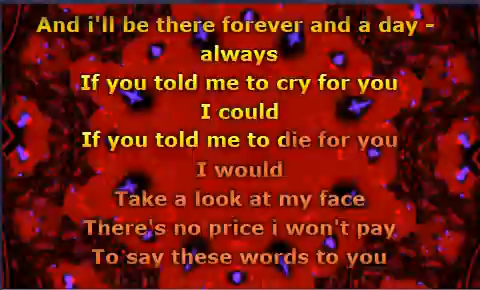 And i'll be there forever and a day -
always
If you told me to cry for you
I could
If you told me to die for you
I would
Take a look at my face
There's no price i won't pay
To say these words to you